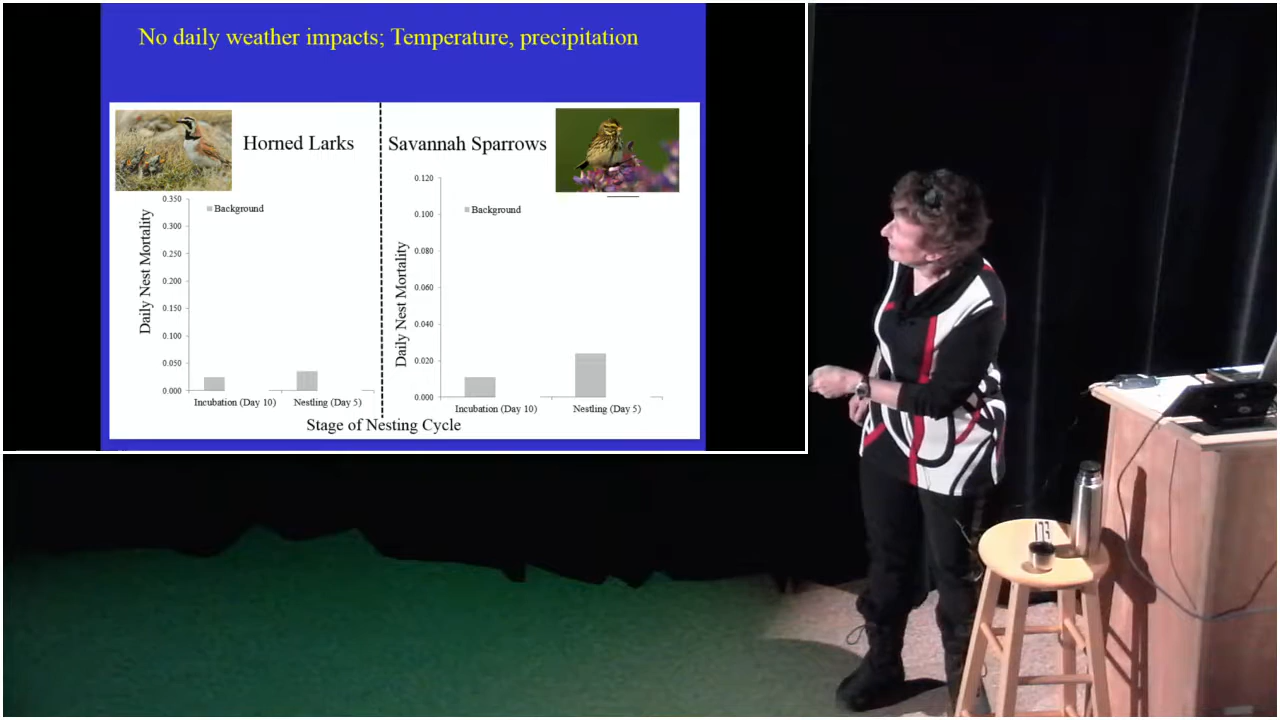 No daily weather impacts; Temperature, precipitation
Horned Larks
Savannah Sparrows
Daily Nest Mortality
0.350
0.300
0.250
0.200
0.150
0.100
0.050
0.000
Background
Incubation (Day 10)
Nestling (Day 5)
Daily Nest Mortality
0.120
0.100
0.080
0.060
0.040
0.020
0.000
Background
Incubation (Day 10)
Nestling (Day 5)
Stage of Nesting Cycle